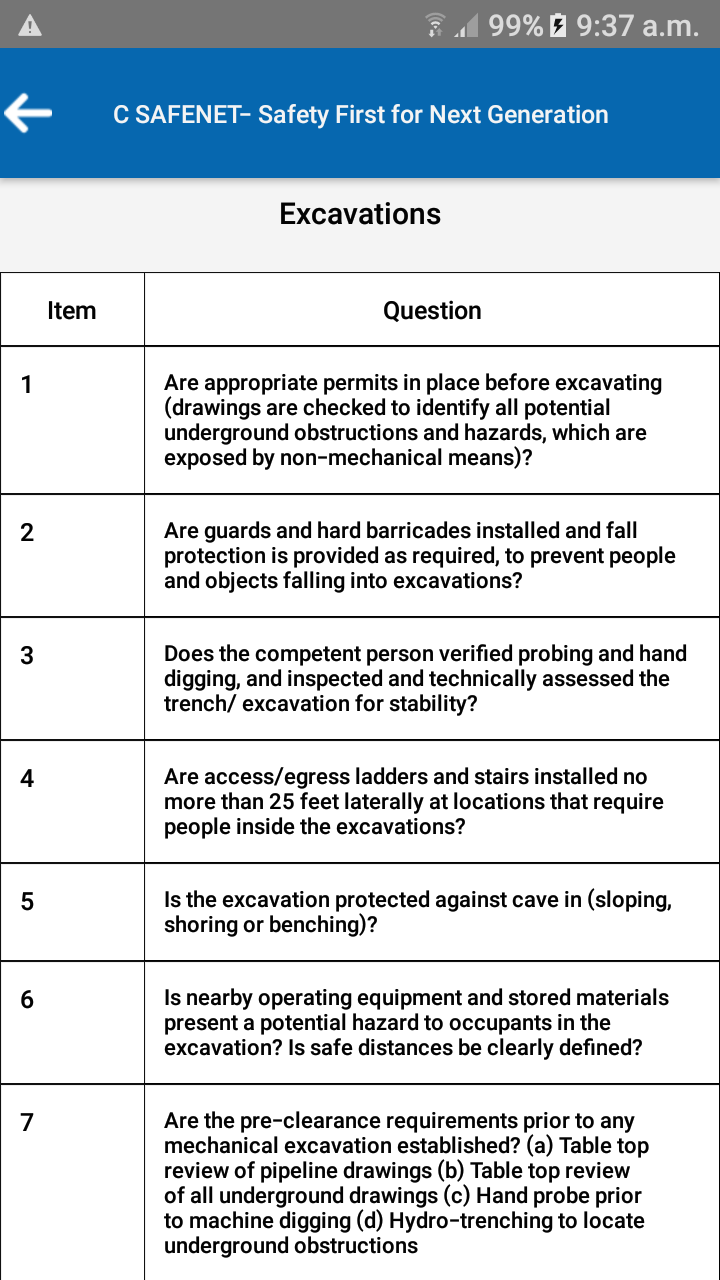 99% 9:37 a.m.
C SAFENET- Safety First for Next Generation
Excavations
Item Question
1 Are appropriate permits in place before excavating
(drawings are checked to identify all potential
underground obstructions and hazards, which are
exposed by non-mechanical means)?
2 Are guards and hard barricades installed and fall
protection is provided as required, to prevent people
and objects falling into excavations?
3 Does the competent person verified probing and hand
digging, and inspected and technically assessed the
trench/ excavation for stability?
4 Are access/egress ladders and stairs installed no
more than 25 feet laterally at locations that require
people inside the excavations?
5 Is the excavation protected against cave in (sloping,
shoring or benching)?
6 Is nearby operating equipment and stored materials
present a potential hazard to occupants in the
excavation? Is safe distances be clearly defined?
7 Are the pre-clearance requirements prior to any
mechanical excavation established? (a) Table top
review of pipeline drawings (b) Table top review
of all underground drawings (c) Hand probe prior
to machine digging (d) Hydro-trenching to locate
underground obstructions